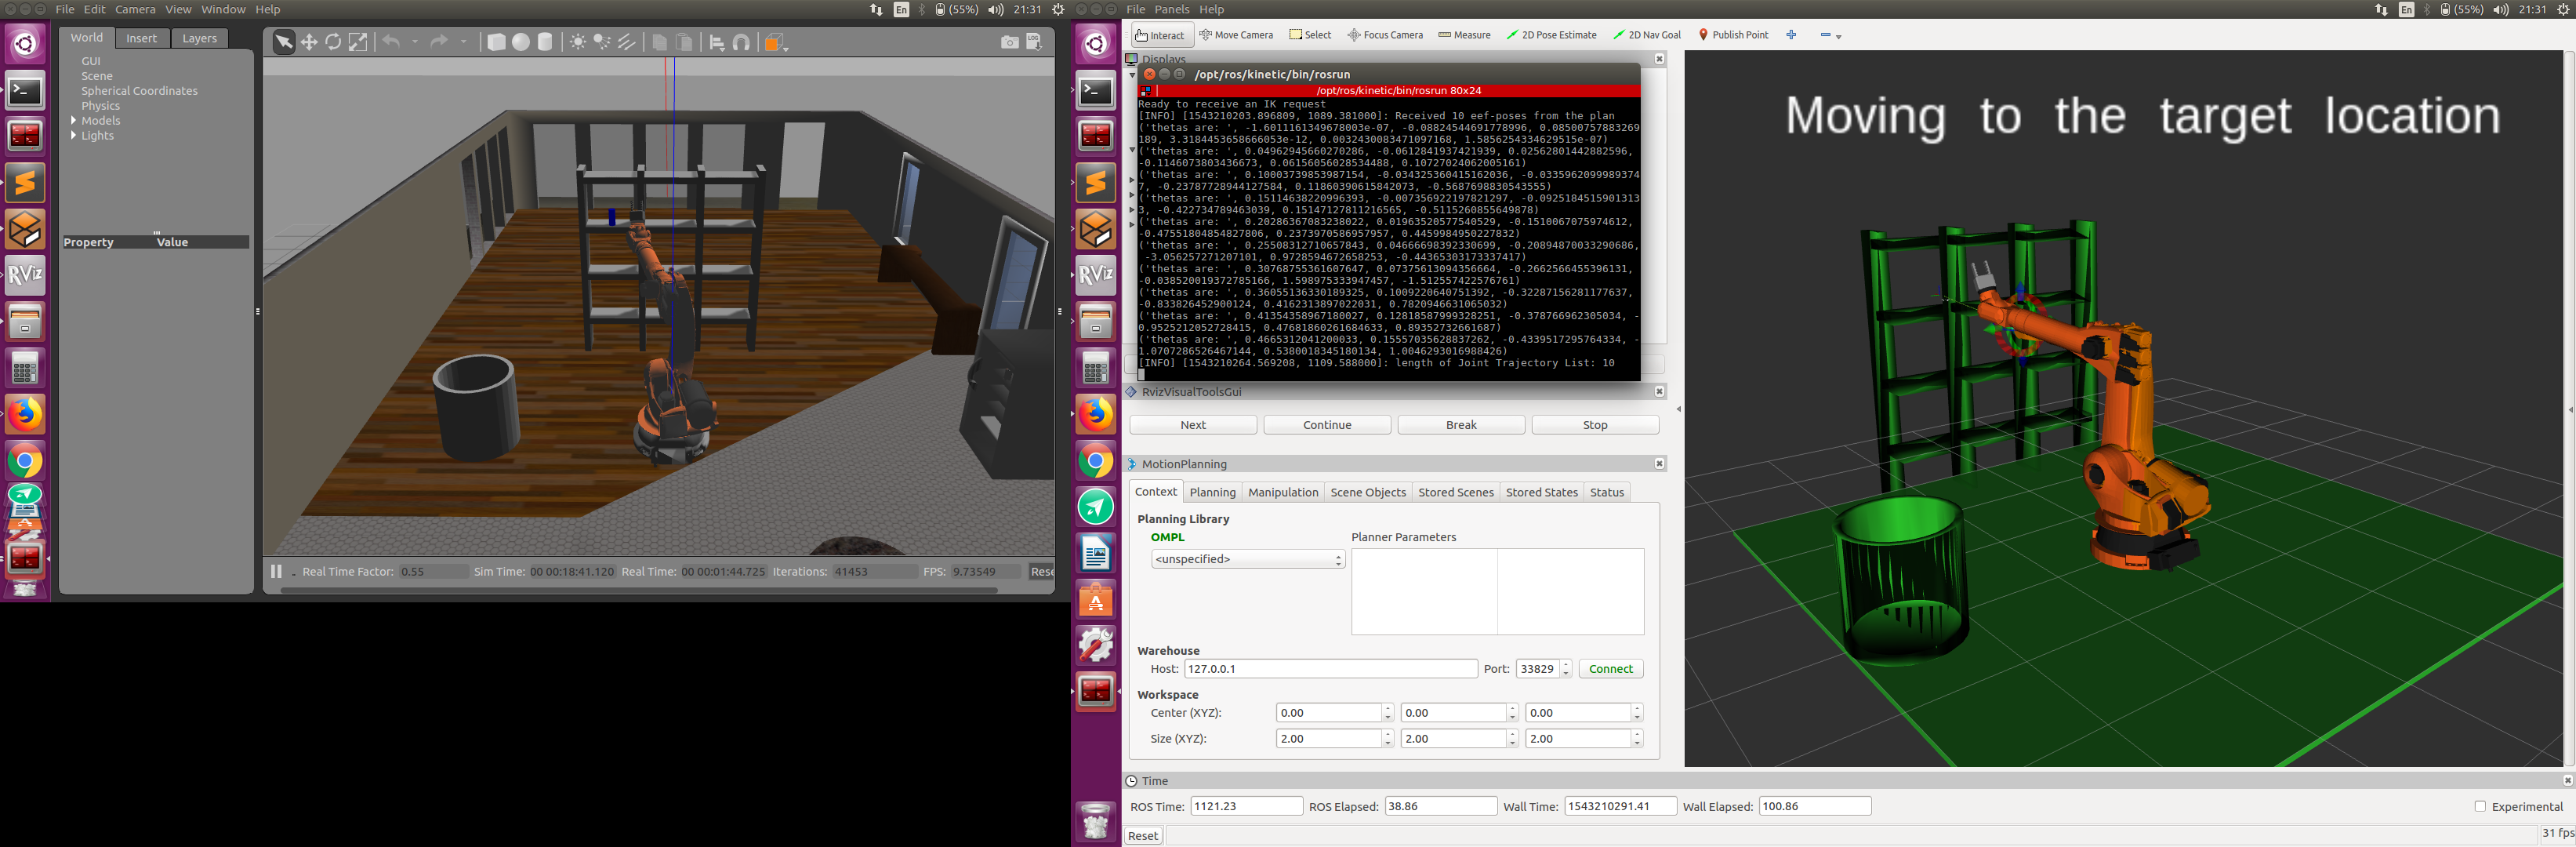 File Edit Camera View Window Help
En (55%) 21:31
World Insert Layers
GUI
Scene
Spherical Coordinates
Physics
Models
Lights
Property Value
LOG
Real Time Factor: 0.55 Sim Time: 00 00:18:41.120 Real Time: 00 00:01:44.725 Iterations: 41453 FPS: 9.73549 Rese
RViz
File Panels Help
En (55%) 21:31
Interact Move Camera Select Focus Camera Measure 2D Pose Estimate 2D Nav Goal Publish Point
RViz
Displays
/opt/ros/kinetic/bin/rosrun
/opt/ros/kinetic/bin/rosrun 80x24
Ready to receive an IK request
[INFO] [1543210203.896809, 1089.381000]: Received 10 eef-poses from the plan
('thetas are: ', -1.6011161349678003e-07, -0.08824544691778996, 0.08500757883269
189, 3.3184453658666053e-12, 0.0032430083471097168, 1.5856254334629515e-07)
('thetas are: ', 0.04962945660270286, -0.0612841937421939, 0.02562801442882596,
-0.1146073803436673, 0.06156056028534488, 0.10727024062005161)
('thetas are: ', 0.10003739853987154, -0.034325360415162036, -0.0335962099989374
7, -0.23787728944127584, 0.11860390615842073, -0.5687698830543555)
('thetas are: ', 0.15114638220996393, -0.007356922197821297, -0.0925184515901313
3, -0.422734789463039, 0.15147127811216565, -0.5115260855649878)
('thetas are: ', 0.20286367083238022, 0.01963520577540529, -0.1510067075974612,
-0.47551804854827806, 0.2373970586957957, 0.4459984950227832)
('thetas are: ', 0.25508312710657843, 0.04666698392330699, -0.20894870033290686,
-3.056257271207101, 0.9728594672658253, -0.44365303173337417)
('thetas are: ', 0.30768755361607647, 0.07375613094356664, -0.2662566455396131,
-0.038520019372785166, 1.598975333947457, -1.512557422576761)
('thetas are: ', 0.36055136330189325, 0.1009220640751392, -0.32287156281177637,
-0.833826452900124, 0.4162313897022031, 0.7820946631065032)
('thetas are: ', 0.41354358967180027, 0.12818587999328251, -0.378766962305034, -
0.9525212052728415, 0.47681860261684633, 0.89352732661687)
('thetas are: ', 0.4665312041200033, 0.15557035628837262, -0.4339517295764334, -
1.0707286526467144, 0.5380018345180134, 1.0046293016988426)
[INFO] [1543210264.569208, 1109.588000]: length of Joint Trajectory List: 10
RvizVisualToolsGui
Next Continue Break Stop
MotionPlanning
Context Planning Manipulation Scene Objects Stored Scenes Stored States Status
Planning Library
OMPL Planner Parameters
<unspecified>
Warehouse
Host: 127.0.0.1 Port: 33829 Connect
Workspace
Center (XYZ): 0.00 0.00 0.00
Size (XYZ): 2.00 2.00 2.00
Moving to the target location
Time
ROS Time: 1121.23 ROS Elapsed: 38.86 Wall Time: 1543210291.41 Wall Elapsed: 100.86 Experimental
Reset 31 fps